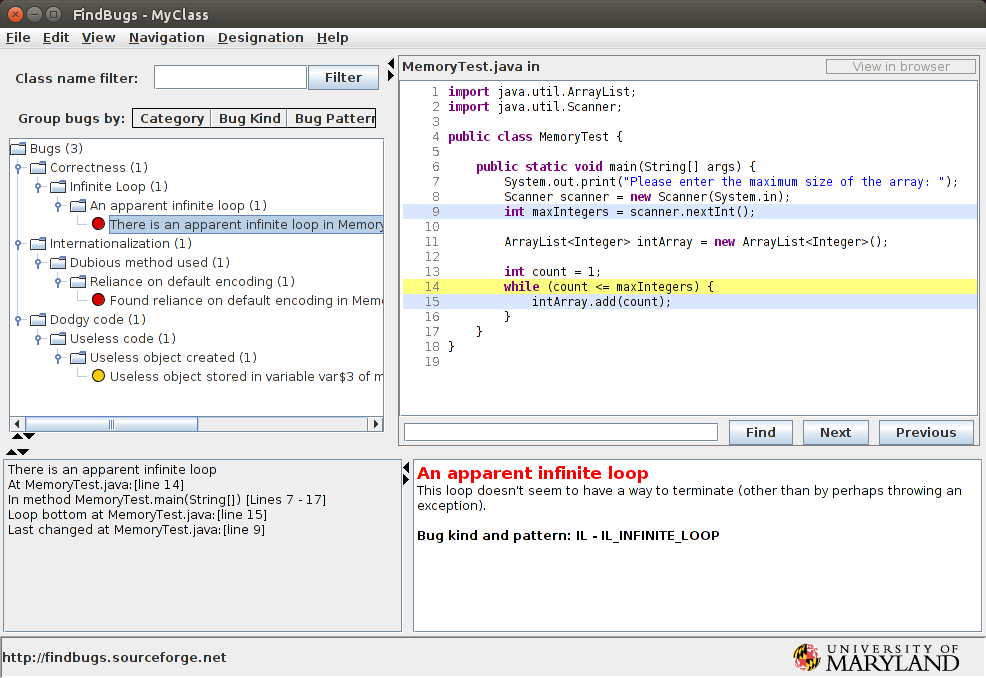 FindBugs - MyClass
File Edit View Navigation Designation Help
Class name filter: Filter
Group bugs by: Category Bug Kind Bug Pattern
Bugs (3)
Correctness (1)
Infinite Loop (1)
An apparent infinite loop (1)
There is an apparent infinite loop in Memory
Internationalization (1)
Dubious method used (1)
Reliance on default encoding (1)
Found reliance on default encoding in Mem
Dodgy code (1)
Useless code (1)
Useless object created (1)
Useless object stored in variable var$3 of m
MemoryTest.java in View in browser
1 import java.util.ArrayList;
2 import java.util.Scanner;
3
4 public class MemoryTest {
5
6 public static void main(String[] args) {
7 System.out.print("Please enter the maximum size of the array: ");
8 Scanner scanner = new Scanner(System.in);
9 int maxIntegers = scanner.nextInt();
10
11 ArrayList<Integer> intArray = new ArrayList<Integer>();
12
13 int count = 1;
14 while (count <= maxIntegers) {
15 intArray.add(count);
16 }
17 }
18 }
19
Find Next Previous
There is an apparent infinite loop
At MemoryTest.java:[line 14]
In method MemoryTest.main(String[]) [Lines 7 - 17]
Loop bottom at MemoryTest.java:[line 15]
Last changed at MemoryTest.java:[line 9]
An apparent infinite loop
This loop doesn't seem to have a way to terminate (other than by perhaps throwing an
exception).
Bug kind and pattern: IL - IL_INFINITE_LOOP
http://findbugs.sourceforge.net
UNIVERSITY OF
MARYLAND